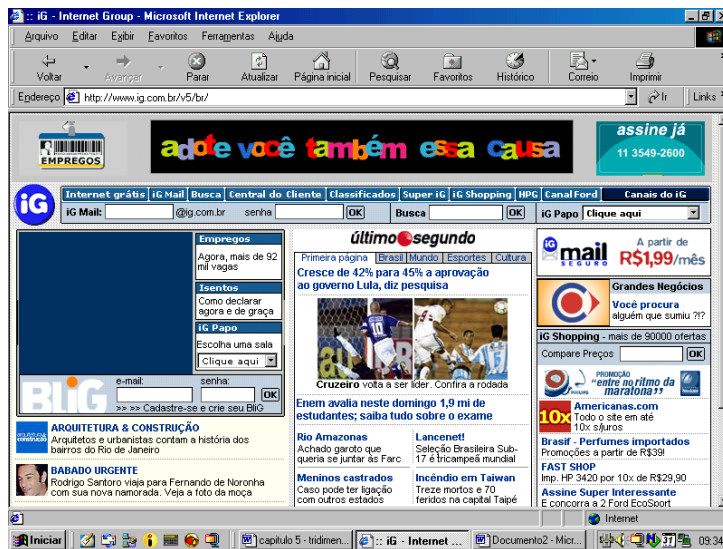 :: iG - Internet Group - Microsoft Internet Explorer
Arquivo Editar Exibir Favoritos Ferramentas Ajuda
Voltar Avançar Parar Atualizar Página inicial Pesquisar Favoritos Histórico Correio Imprimir
Endereço http://www.ig.com.br/v5/br/ Ir Links
EMPREGOS
adote você também essa causa
assine já
11 3549-2600
iG
Internet grátis iG Mail Busca Central do Cliente Classificados Super iG iG Shopping HPG Canal Ford Canais do iG
iG Mail: @ig.com.br senha OK Busca OK iG Papo Clique aqui
Empregos
Agora, mais de 92
mil vagas
Isentos
Como declarar
agora e de graça
iG Papo
Escolha uma sala
Clique aqui
BLiG
e-mail: senha:
OK
>> >> Cadastre-se e crie seu BliG
ARQUITETURA & CONSTRUÇÃO
Arquitetos e urbanistas contam a história dos
bairros do Rio de Janeiro
BABADO URGENTE
Rodrigo Santoro viaja para Fernando de Noronha
com sua nova namorada. Veja a foto da moça
último segundo
Primeira página Brasil Mundo Esportes Cultura
Cresce de 42% para 45% a aprovação
ao governo Lula, diz pesquisa
Cruzeiro volta a ser líder. Confira a rodada
Enem avalia neste domingo 1,9 mi de
estudantes; saiba tudo sobre o exame
Rio Amazonas
Achado garoto que
queria se juntar às Farc
Lancenet!
Seleção Brasileira Sub-
17 é tricampeã mundial
Meninos castrados
Caso pode ter ligação
com outros estados
Incêndio em Taiwan
Treze mortos e 70
feridos na capital Taipé
iG mail
SEGURO
A partir de
R$1,99/mês
Grandes Negócios
Você procura
alguém que sumiu ?!?
iG Shopping - mais de 90000 ofertas
Compare Preços OK
PROMOÇÃO
"entre no ritmo da
maratona"
10x
Americanas.com
Todo o site em até
10x s/juros
Brasif - Perfumes importados
Promoções a partir de R$39!
FAST SHOP
Imp. HP 3420 por 10x de R$29,90
Assine Super Interessante
E concorra a 2 Ford EcoSport
Internet
Iniciar capitulo 5 - tridimen... :: iG - Internet ... Documento2 - Micr... 09:34